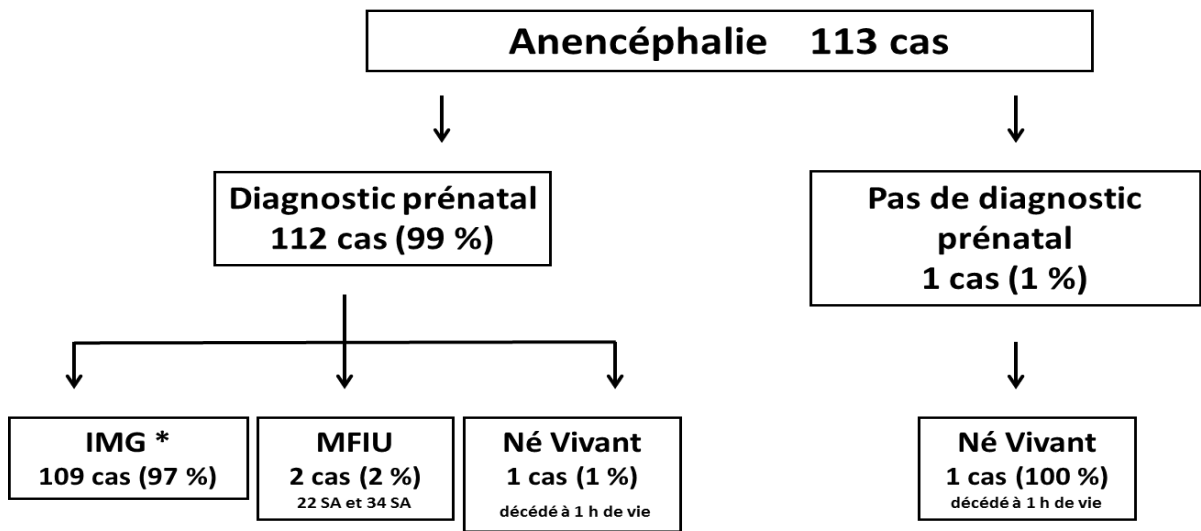 Anencéphalie 113 cas
Diagnostic prénatal
112 cas (99 %)
Pas de diagnostic
prénatal
1 cas (1 %)
IMG *
109 cas (97 %)
MFIU
2 cas (2 %)
22 SA et 34 SA
Né Vivant
1 cas (1 %)
décédé à 1 h de vie
Né Vivant
1 cas (100 %)
décédé à 1 h de vie